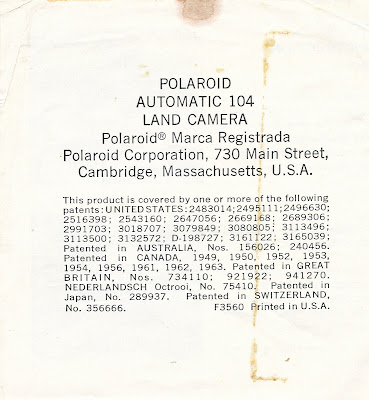 POLAROID
AUTOMATIC 104
LAND CAMERA
Polaroid® Marca Registrada
Polaroid Corporation, 730 Main Street,
Cambridge, Massachusetts, U.S.A.
This product is covered by one or more of the following
patents: UNITED STATES: 2483014; 2495111; 2496630;
2516398; 2543160; 2647056; 2669168; 2689306;
2991703; 3018707; 3079849; 3080805; 3113496;
3113500; 3132572; D-198727; 3161122; 3165039;
Patented in AUSTRALIA, Nos. 156026; 240456.
Patented in CANADA, 1949, 1950, 1952, 1953,
1954, 1956, 1961, 1962, 1963. Patented in GREAT
BRITAIN, Nos. 734110; 921922; 941270.
NEDERLANDSCH Octrooi, No. 75410. Patented in
Japan, No. 289937. Patented in SWITZERLAND,
No. 356666. F3560 Printed in U.S.A.